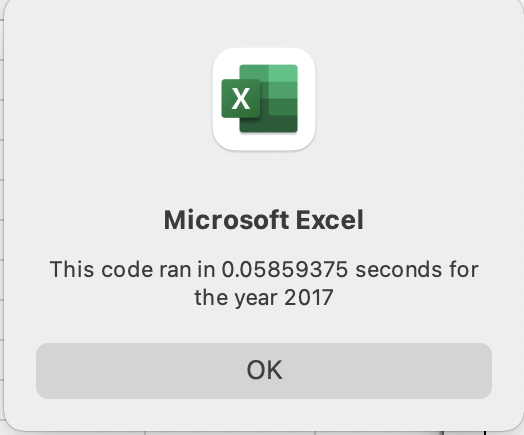 X
Microsoft Excel
This code ran in 0.05859375 seconds for
the year 2017
OK